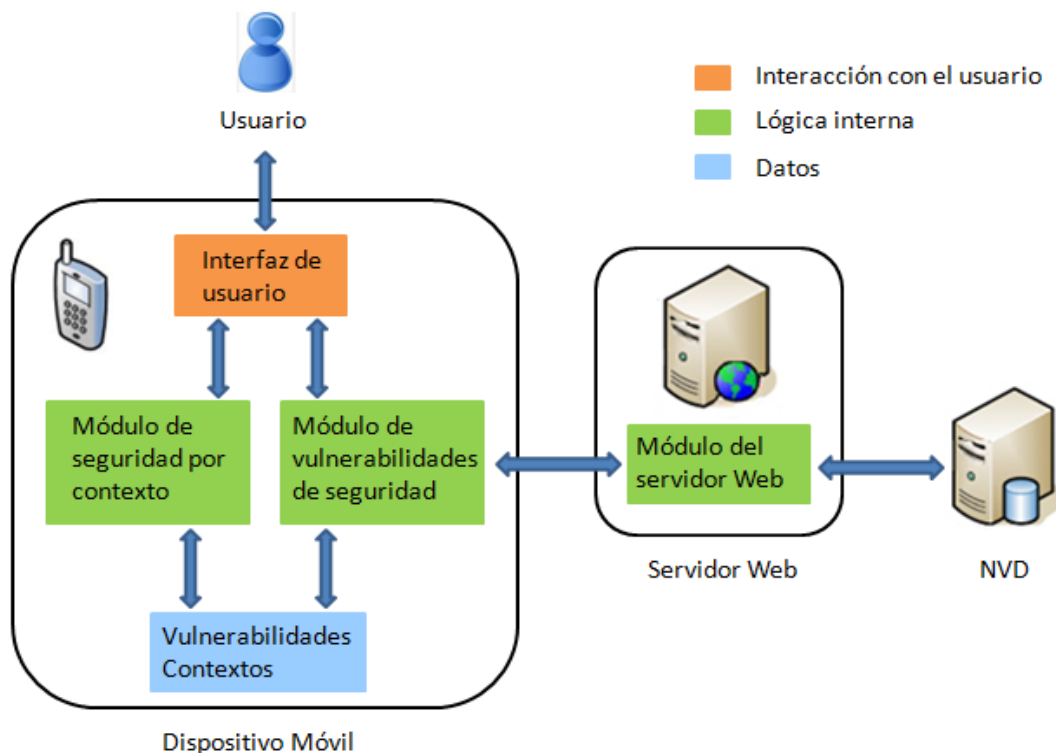 Usuario
Interacción con el usuario
Lógica interna
Datos
Interfaz de
usuario
Módulo de
seguridad por
contexto
Módulo de
vulnerabilidades
de seguridad
Módulo del
servidor Web
Servidor Web
NVD
Vulnerabilidades
Contextos
Dispositivo Móvil